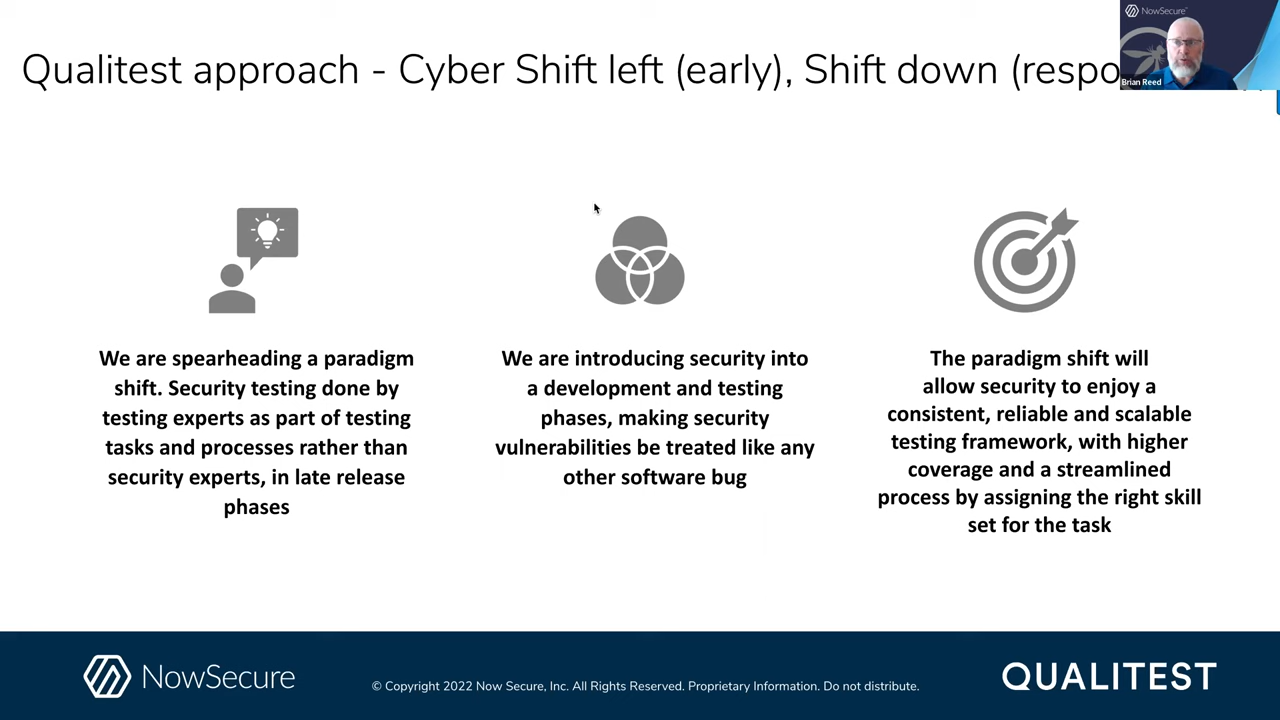 Qualitest approach - Cyber Shift left (early), Shift down (respo
NowSecure
Brian Reed
We are spearheading a paradigm
shift. Security testing done by
testing experts as part of testing
tasks and processes rather than
security experts, in late release
phases
We are introducing security into
a development and testing
phases, making security
vulnerabilities be treated like any
other software bug
The paradigm shift will
allow security to enjoy a
consistent, reliable and scalable
testing framework, with higher
coverage and a streamlined
process by assigning the right skill
set for the task
NowSecure
© Copyright 2022 Now Secure, Inc. All Rights Reserved. Proprietary Information. Do not distribute.
QUALITEST